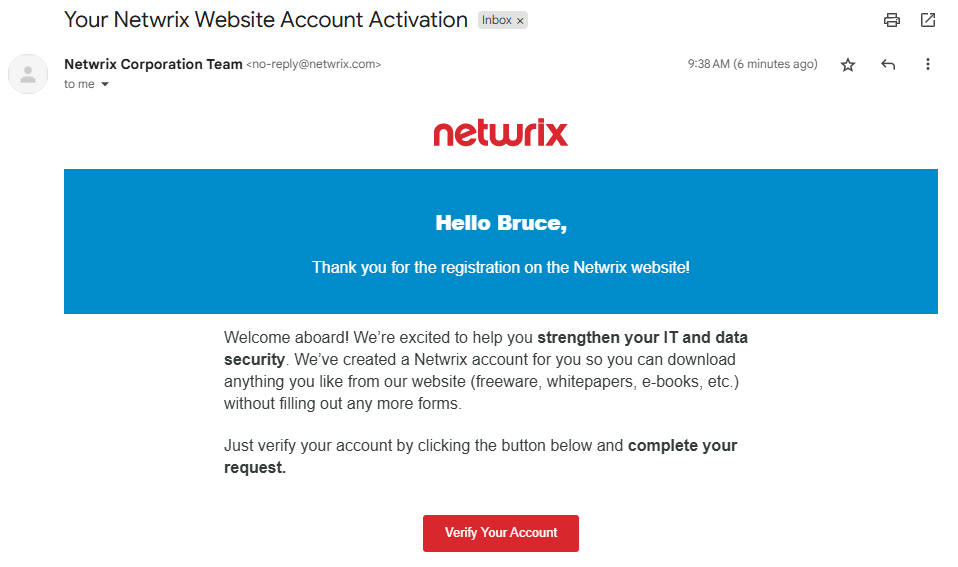 Your Netwrix Website Account Activation Inbox ×
Netwrix Corporation Team <no-reply@netwrix.com> 9:38 AM (6 minutes ago)
to me
netwrix
Hello Bruce,
Thank you for the registration on the Netwrix website!
Welcome aboard! We’re excited to help you strengthen your IT and data
security. We’ve created a Netwrix account for you so you can download
anything you like from our website (freeware, whitepapers, e-books, etc.)
without filling out any more forms.
Just verify your account by clicking the button below and complete your
request.
Verify Your Account